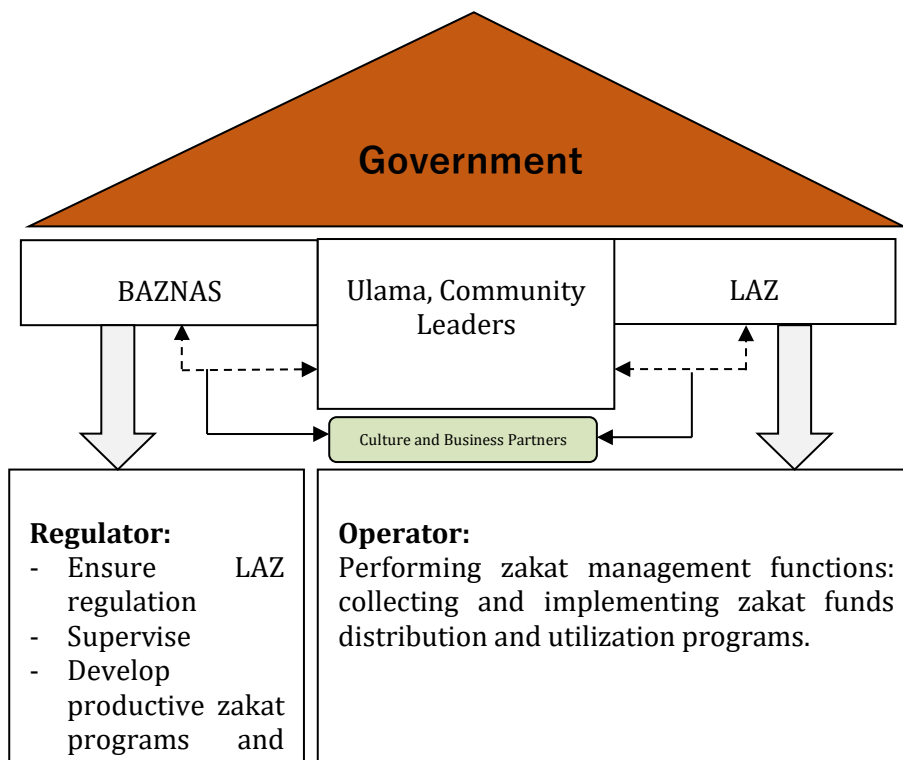 Government
BAZNAS
Ulama, Community
Leaders
LAZ
Culture and Business Partners
Regulator:
- Ensure LAZ
regulation
- Supervise
- Develop
productive zakat
programs and
Operator:
Performing zakat management functions:
collecting and implementing zakat funds
distribution and utilization programs.